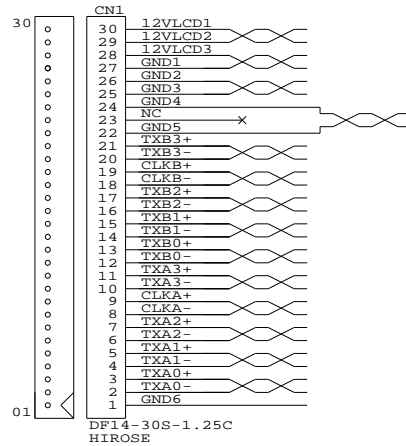 CN1
30
30 12VLCD1
29 12VLCD2
28 12VLCD3
27 GND1
26 GND2
25 GND3
24 GND4
23 NC
22 GND5
21 TXB3+
20 TXB3-
19 CLKB+
18 CLKB-
17 TXB2+
16 TXB2-
15 TXB1+
14 TXB1-
13 TXB0+
12 TXB0-
11 TXA3+
10 TXA3-
9 CLKA+
8 CLKA-
7 TXA2+
6 TXA2-
5 TXA1+
4 TXA1-
3 TXA0+
2 TXA0-
1 GND6
01
DF14-30S-1.25C
HIROSE